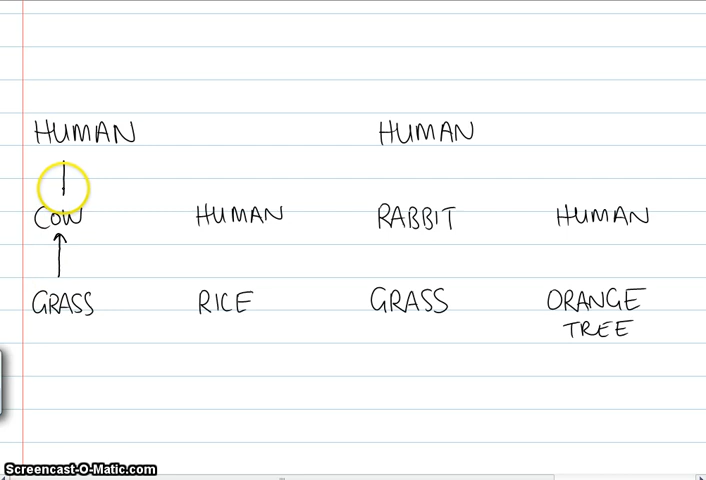 HUMAN HUMAN
COW HUMAN RABBIT HUMAN
GRASS RICE GRASS ORANGE
TREE
Screencast-O-Matic.com